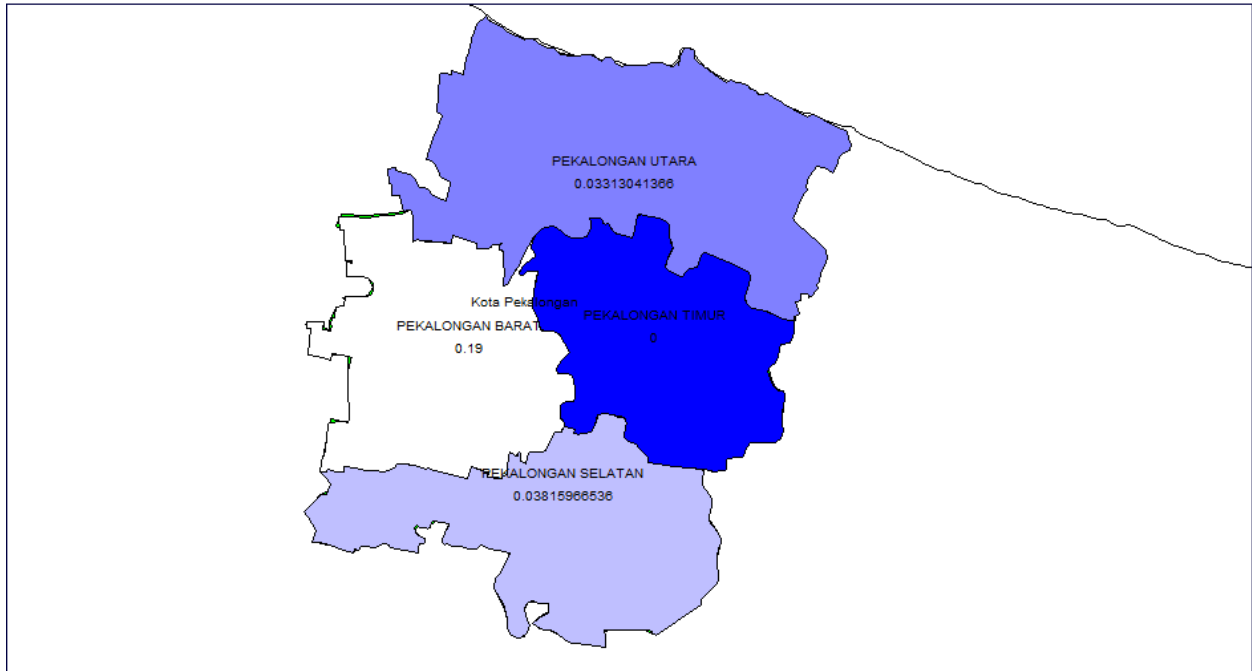 PEKALONGAN UTARA
0.03313041366
Kota Pekalongan
PEKALONGAN BARAT
0.19
PEKALONGAN TIMUR
0
PEKALONGAN SELATAN
0.03815966536